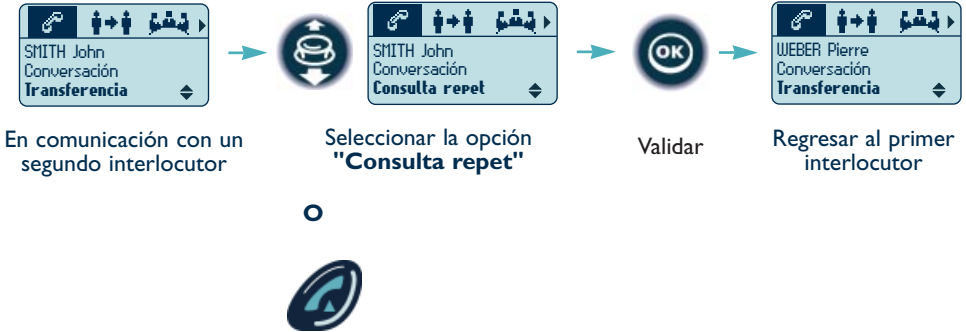 SMITH John
Conversación
Transferencia
En comunicación con un
segundo interlocutor
SMITH John
Conversación
Consulta repet
Seleccionar la opción
"Consulta repet"
OK
Validar
WEBER Pierre
Conversación
Transferencia
Regresar al primer
interlocutor
O